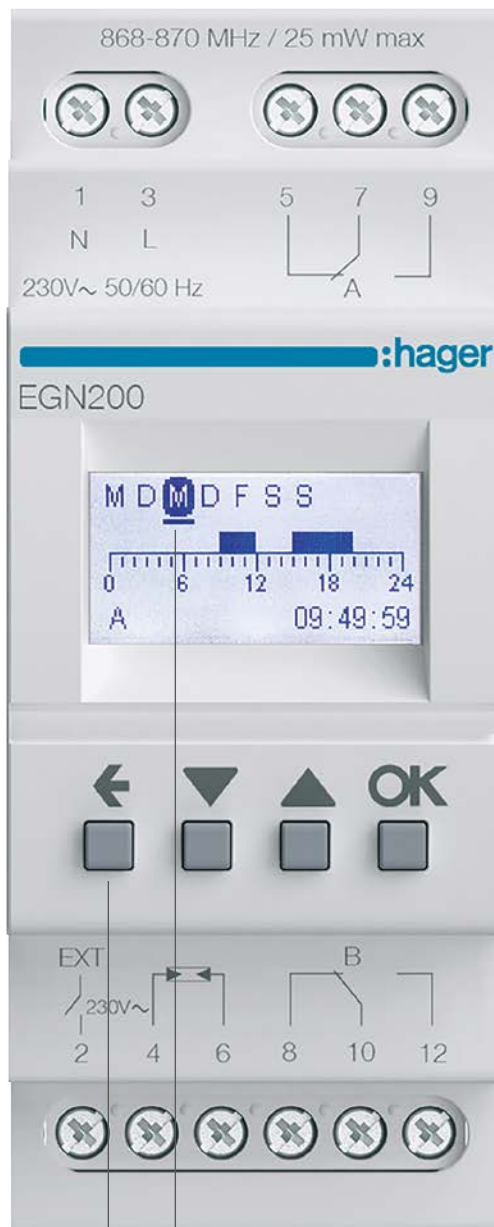 868-870 MHz / 25 mW max
1 3 5 7 9
N L
230V~ 50/60 Hz A
:hager
EGN200
M D M D F S S
0 6 12 18 24
A 09:49:59
OK
EXT B
230V~
2 4 6 8 10 12